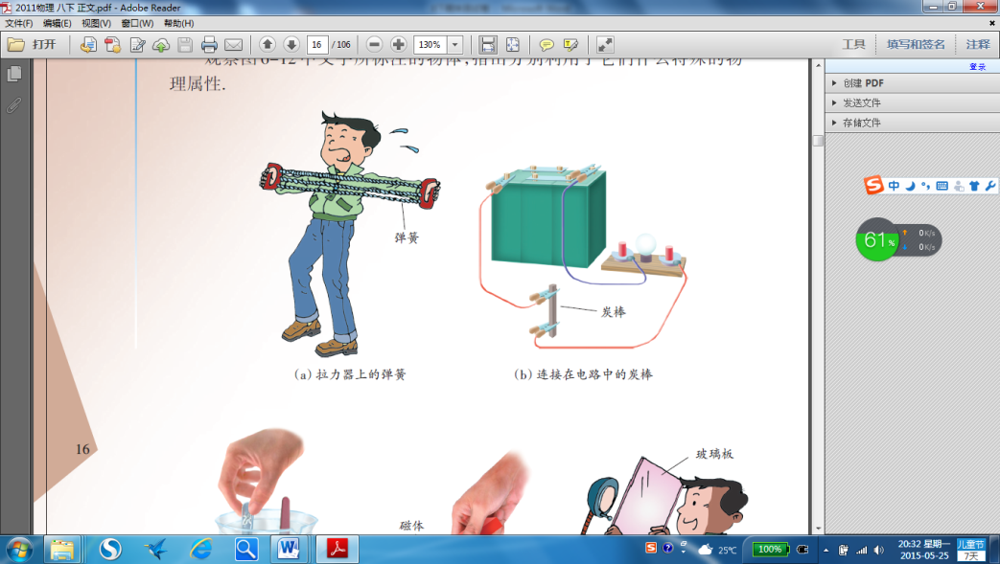 2011物理 八下 正文.pdf - Adobe Reader
文件(F) 编辑(E) 视图(V) 窗口(W) 帮助(H)
打开 16 / 106 130% 工具 填写和签名 注释
登录
创建 PDF
发送文件
存储文件
观察图6-12中文字所标注的物体,指出分别利用了它们什么特殊的物
理属性.
弹簧
炭棒
(a) 拉力器上的弹簧
(b) 连接在电路中的炭棒
16
玻璃板
磁体
中
61%
0K/s
0K/s
25℃
100%
20:32 星期一
2015-05-25
儿童节
7天